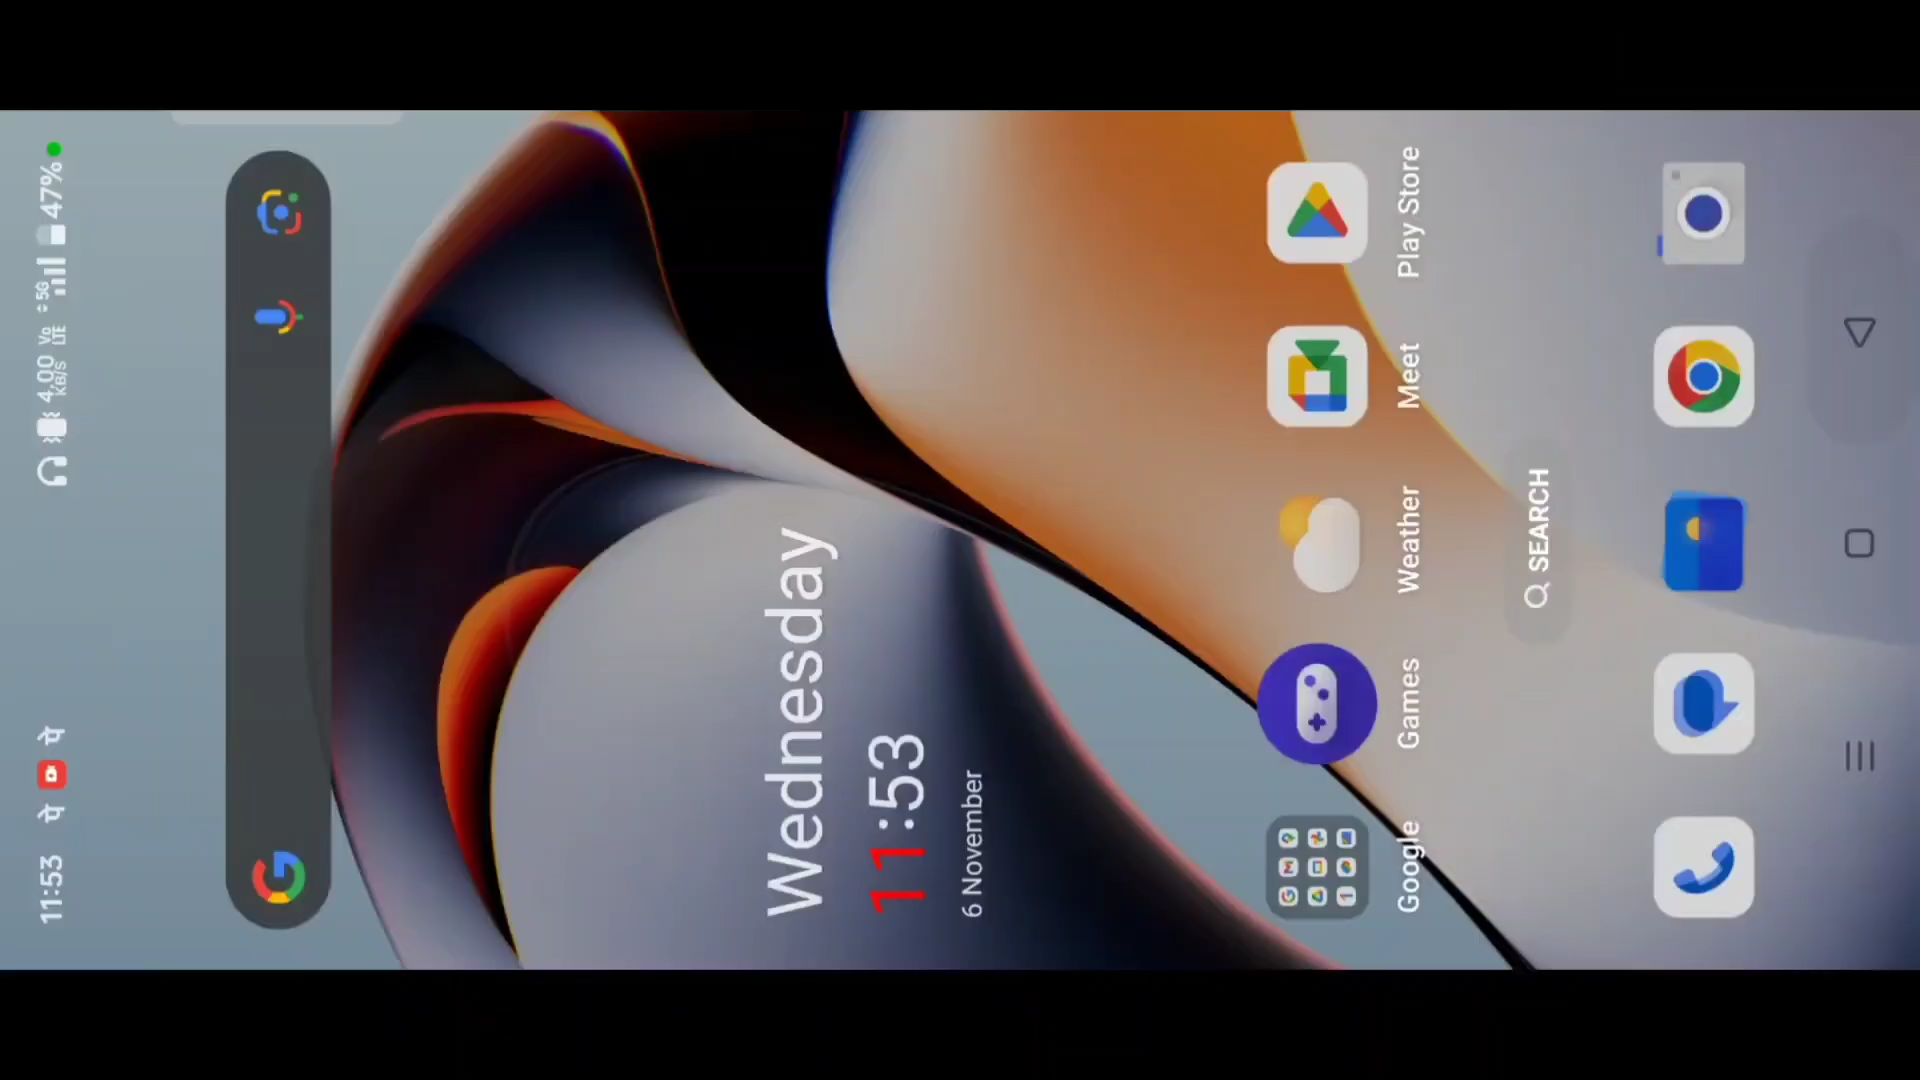 11:53 पे पे 4.00 KB/S Vo LTE 5G 47%
Wednesday
11:53
6 November
Google Games Weather Meet Play Store
SEARCH